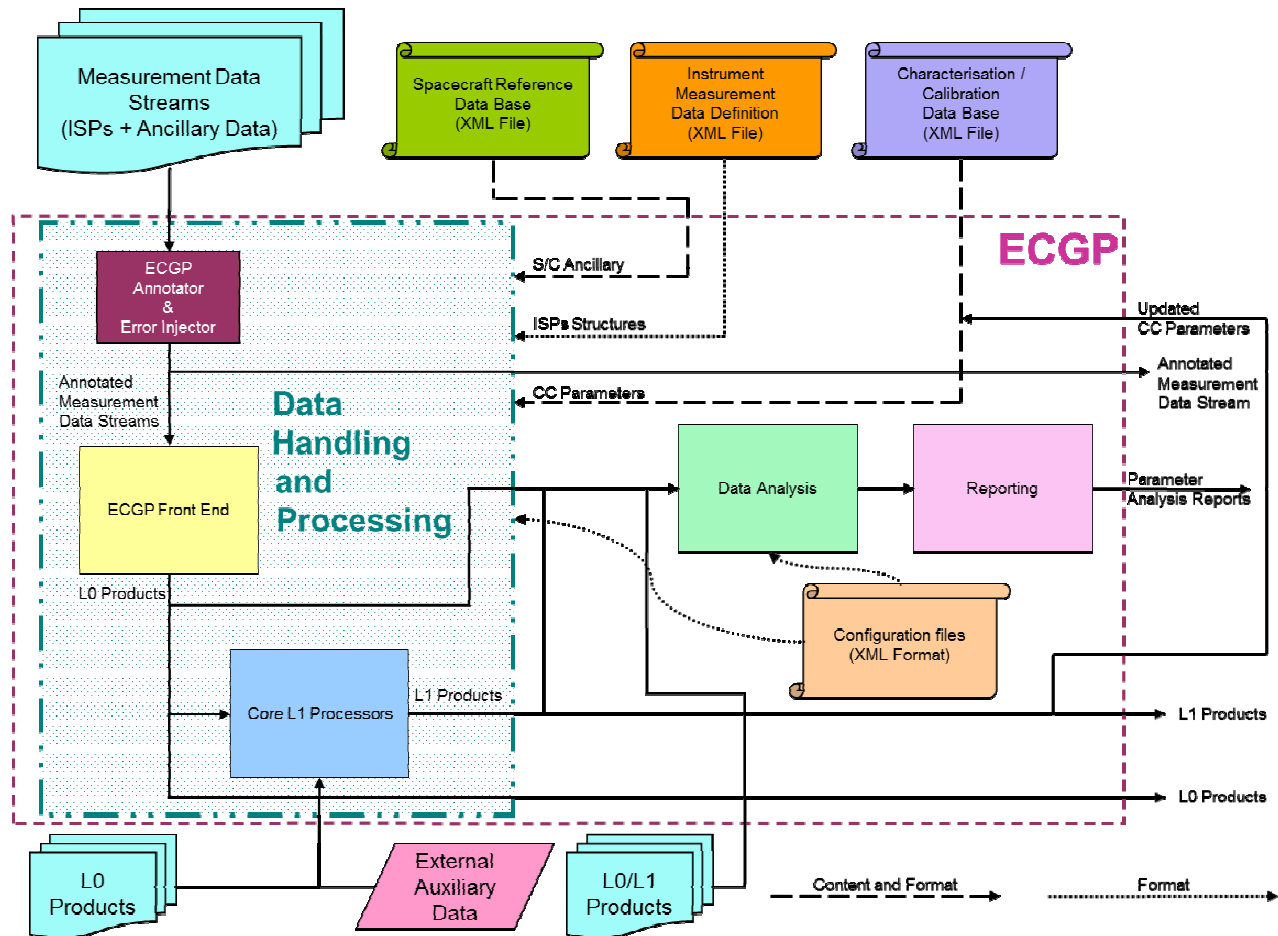 Measurement Data
Streams
(ISPs + Ancillary Data)
Spacecraft Reference
Data Base
(XML File)
Instrument
Measurement
Data Definition
(XML File)
Characterisation /
Calibration
Data Base
(XML File)
ECGP
ECGP
Annotator
&
Error Injector
S/C Ancillary
ISPs Structures
CC Parameters
Updated
CC Parameters
Annotated
Measurement
Data Stream
Annotated
Measurement
Data Streams
Data
Handling
and
Processing
ECGP Front End
Data Analysis
Reporting
Parameter
Analysis Reports
L0 Products
Configuration files
(XML Format)
Core L1 Processors
L1 Products
L1 Products
L0 Products
L0
Products
External
Auxiliary
Data
L0/L1
Products
Content and Format
Format